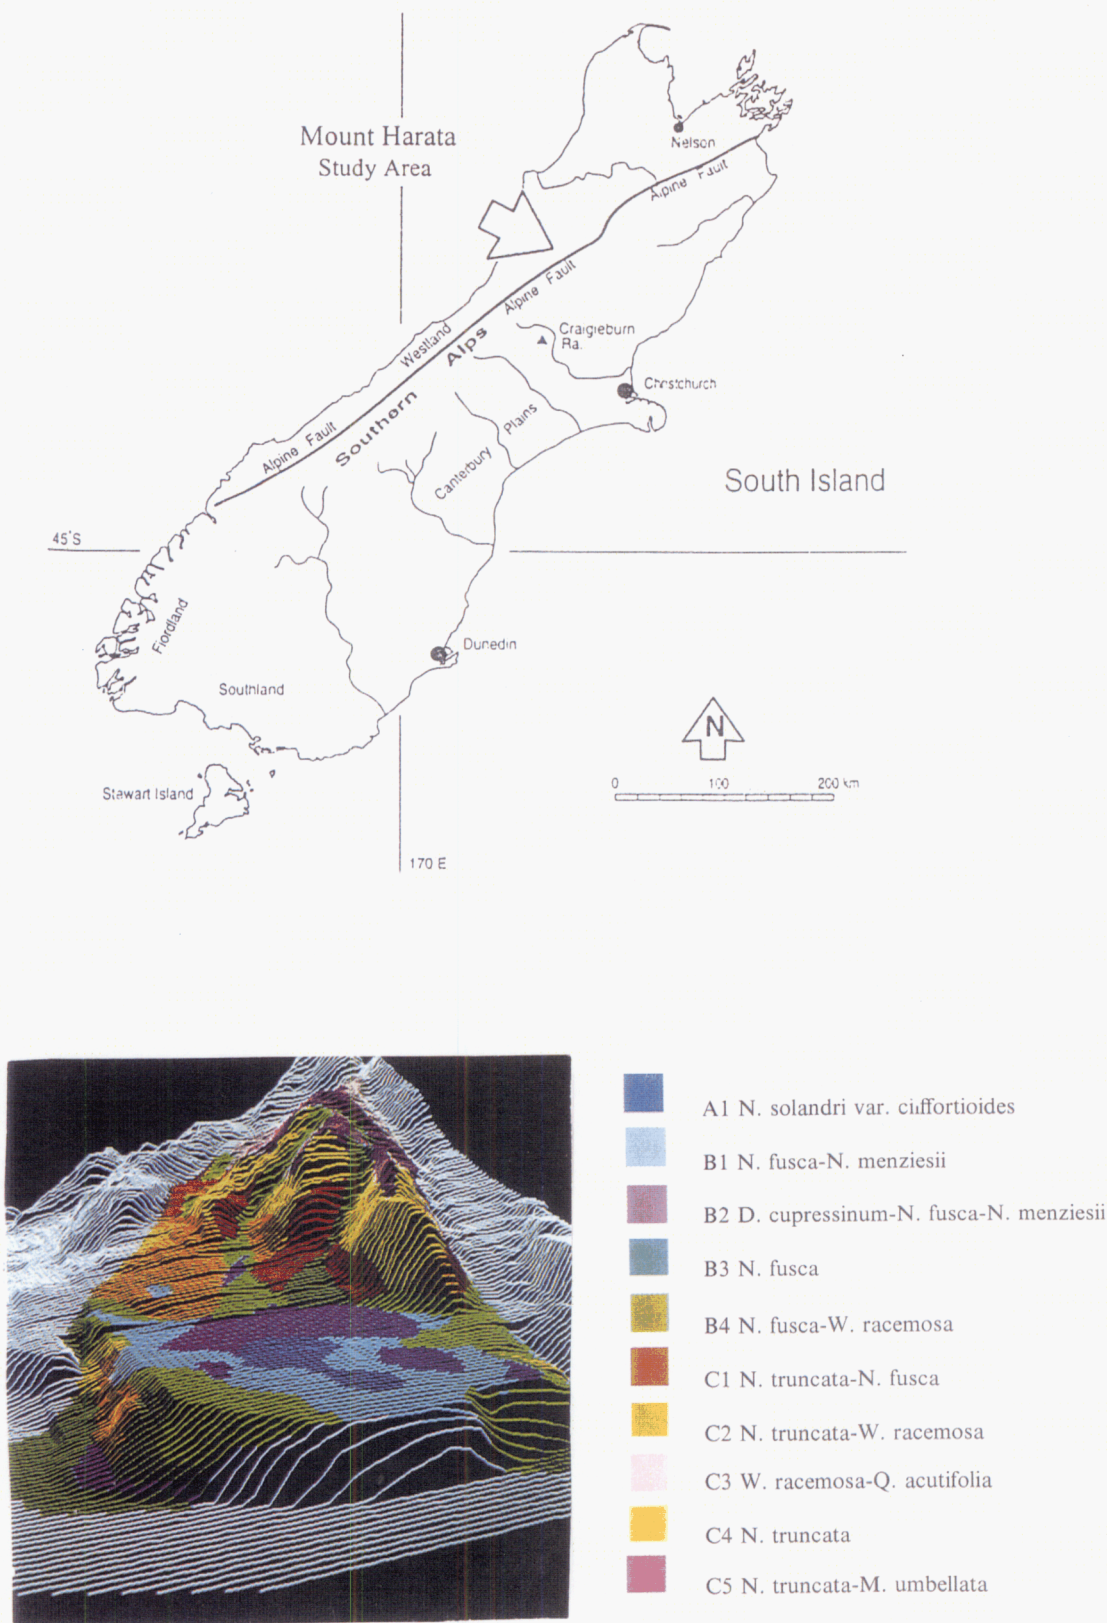 Mount Harata
Study Area
Nelson
Alpine Fault
Alpine Fault
Westland
Craigieburn
Ra.
Southern Alps
Christchurch
Alpine Fault
Canterbury Plains
South Island
45°S
Fiordland
Dunedin
Southland
N
Stewart Island
0 100 200 km
170 E
A1 N. solandri var. cliffortioides
B1 N. fusca-N. menziesii
B2 D. cupressinum-N. fusca-N. menziesii
B3 N. fusca
B4 N. fusca-W. racemosa
C1 N. truncata-N. fusca
C2 N. truncata-W. racemosa
C3 W. racemosa-Q. acutifolia
C4 N. truncata
C5 N. truncata-M. umbellata